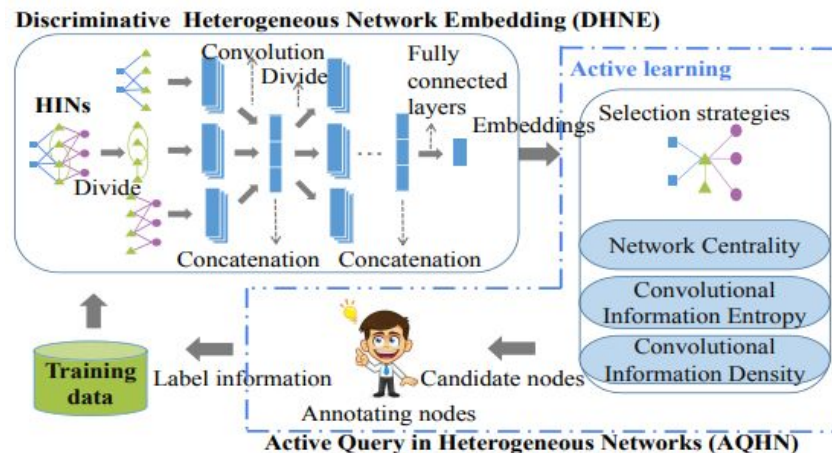 Discriminative Heterogeneous Network Embedding (DHNE)
Convolution
Divide
Fully
connected
layers
HINs
Divide
Embeddings
Concatenation
Concatenation
Active learning
Selection strategies
Network Centrality
Convolutional
Information Entropy
Convolutional
Information Density
Candidate nodes
Annotating nodes
Label information
Training
data
Active Query in Heterogeneous Networks (AQHN)